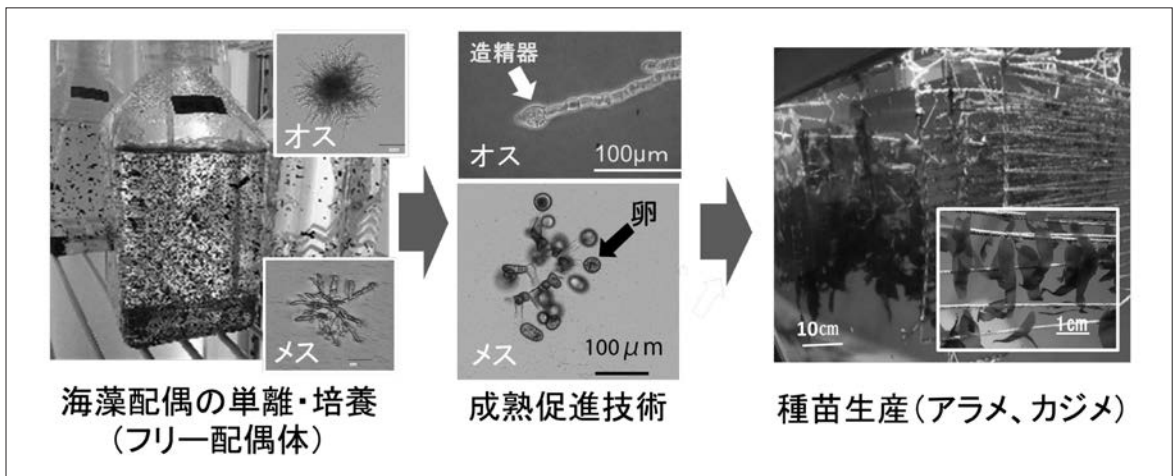 オス
メス
海藻配偶の単離・培養
(フリー配偶体)
造精器
オス
100μm
卵
メス
100μm
成熟促進技術
10cm
1cm
種苗生産(アラメ、カジメ)